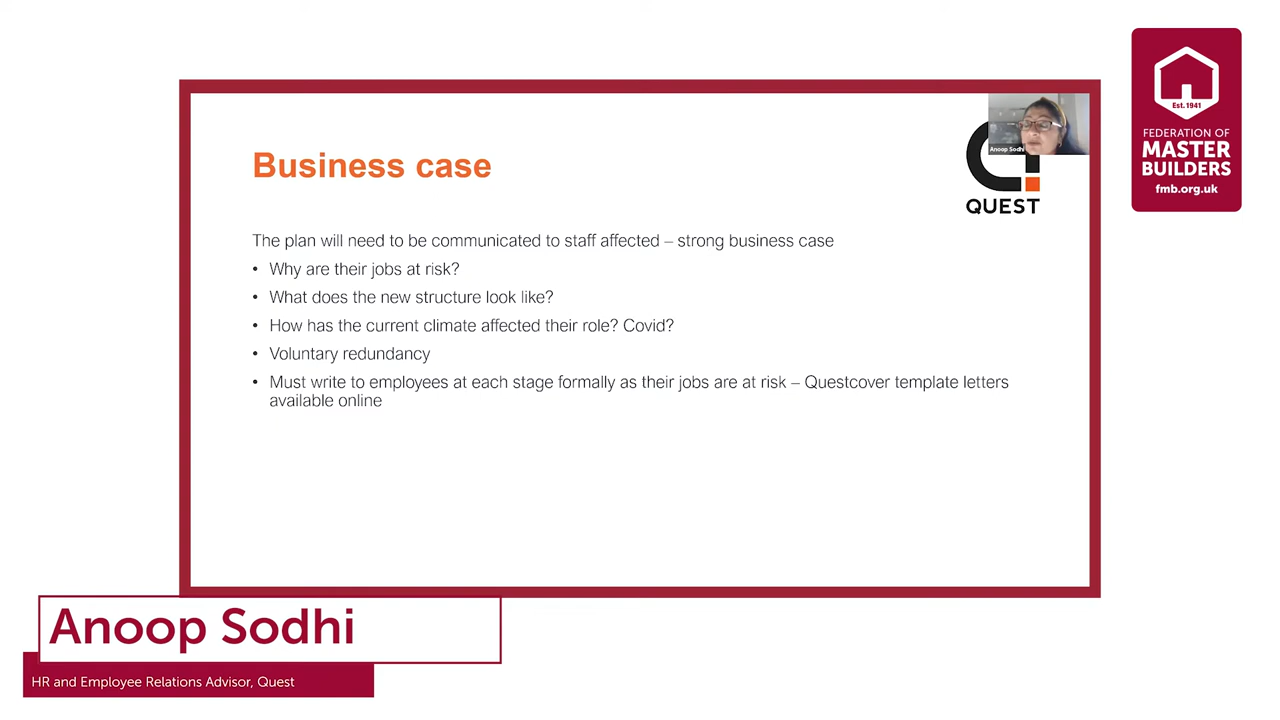 Business case
Anoop Sodhi
QUEST
The plan will need to be communicated to staff affected – strong business case
• Why are their jobs at risk?
• What does the new structure look like?
• How has the current climate affected their role? Covid?
• Voluntary redundancy
• Must write to employees at each stage formally as their jobs are at risk – Questcover template letters
available online
Est. 1941
FEDERATION OF
MASTER
BUILDERS
fmb.org.uk
Anoop Sodhi
HR and Employee Relations Advisor, Quest